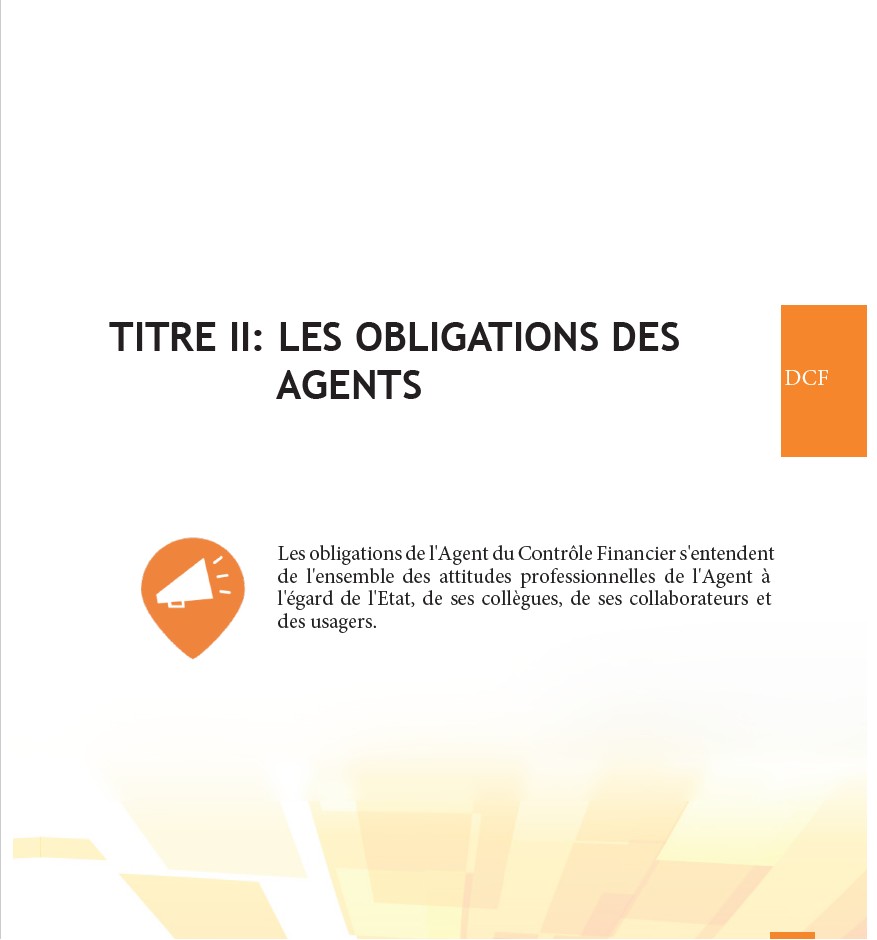 TITRE II: LES OBLIGATIONS DES
AGENTS
DCF
Les obligations de l'Agent du Contrôle Financier s'entendent
de l'ensemble des attitudes professionnelles de l'Agent à
l'égard de l'Etat, de ses collègues, de ses collaborateurs et
des usagers.